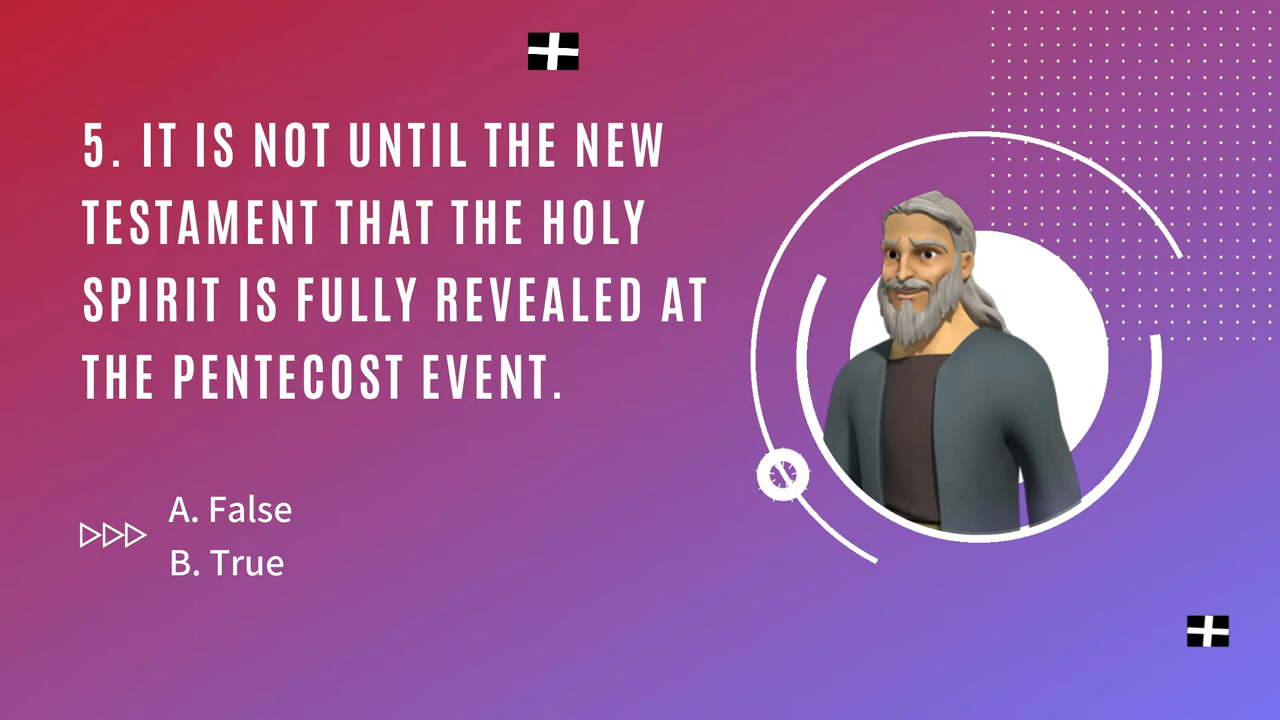 5. IT IS NOT UNTIL THE NEW
TESTAMENT THAT THE HOLY
SPIRIT IS FULLY REVEALED AT
THE PENTECOST EVENT.
A. False
B. True